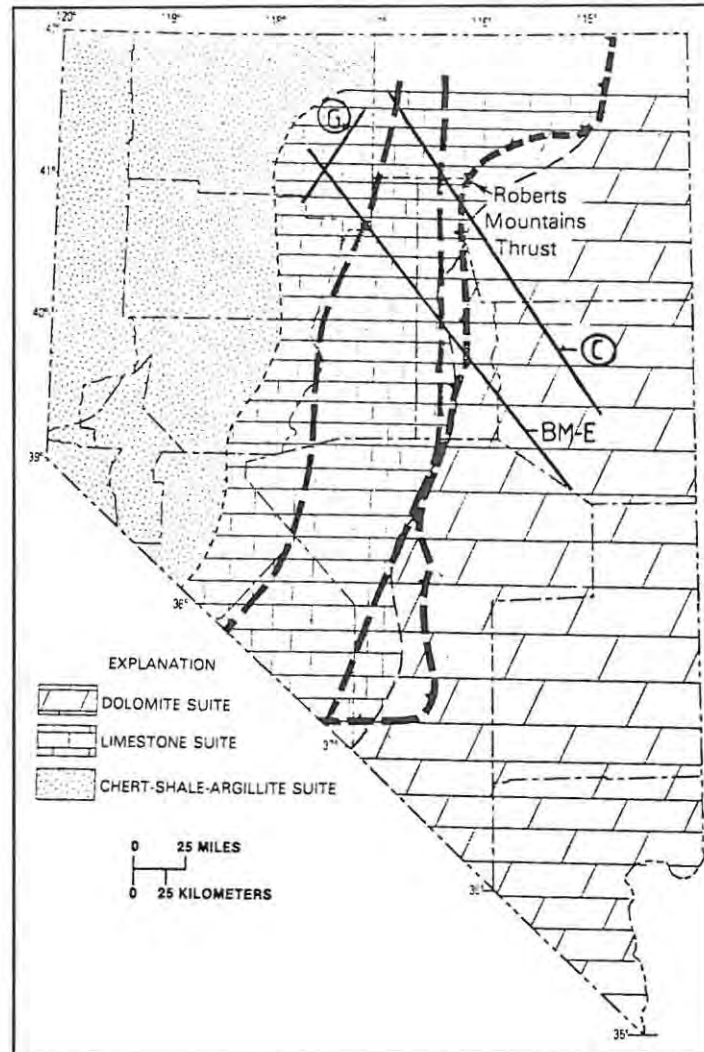 120°
119°
118°
116°
115°
41°
G
41°
Roberts
Mountains
Thrust
40°
C
BM-E
39°
36°
EXPLANATION
DOLOMITE SUITE
LIMESTONE SUITE
37°
CHERT-SHALE-ARGILLITE SUITE
0 25 MILES
0 25 KILOMETERS
35°